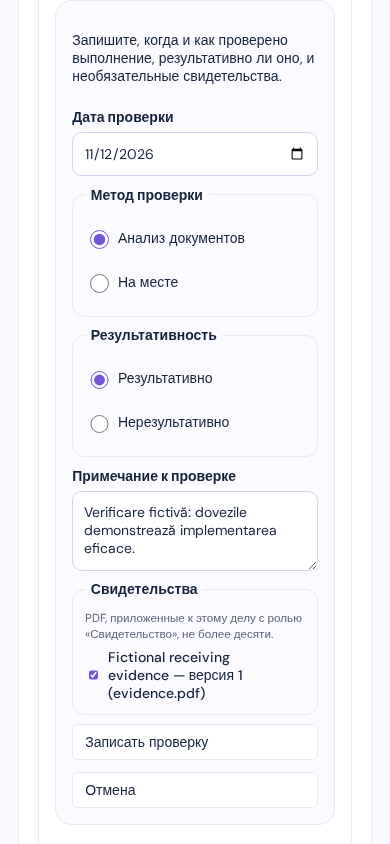 Запишите, когда и как проверено
выполнение, результативно ли оно, и
необязательные свидетельства.
Дата проверки
11/12/2026
Метод проверки
Анализ документов
На месте
Результативность
Результативно
Нерезультативно
Примечание к проверке
Verificare fictivă: dovezile
demonstrează implementarea
eficace.
Свидетельства
PDF, приложенные к этому делу с ролью
«Свидетельство», не более десяти.
Fictional receiving
evidence — версия 1
(evidence.pdf)
Записать проверку
Отмена